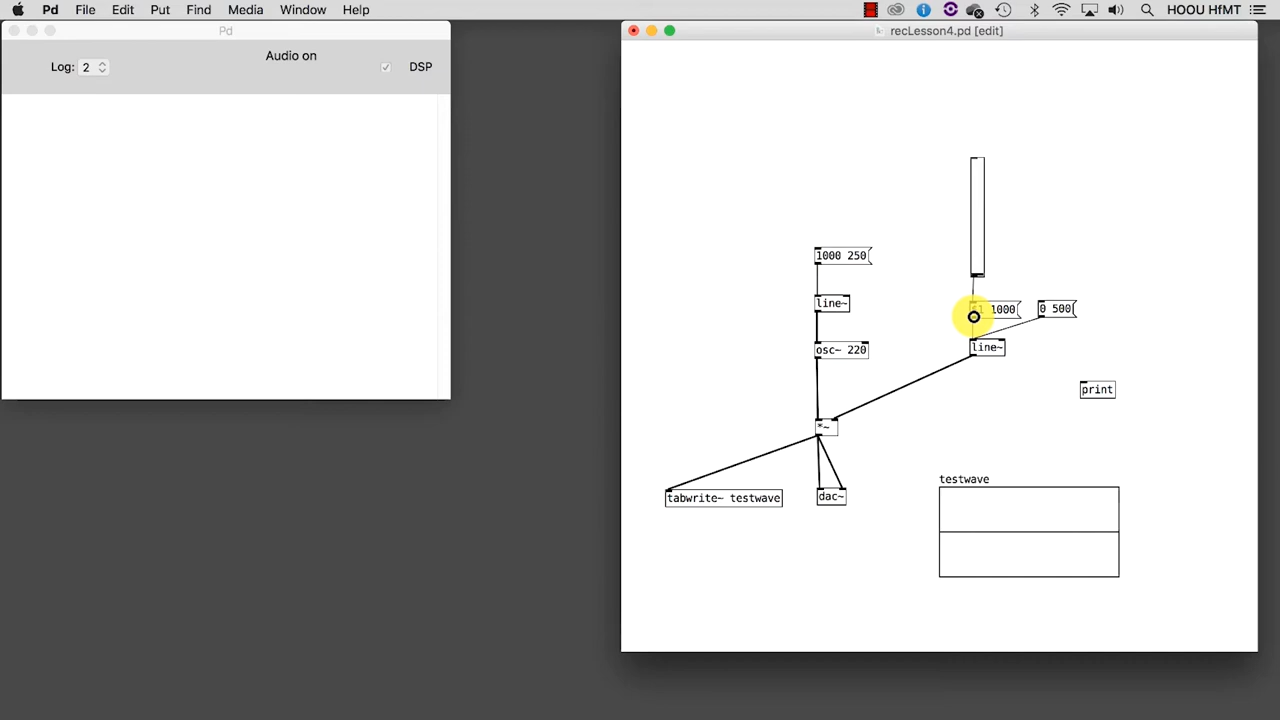 Pd File Edit Put Find Media Window Help
HOOU HfMT
Pd
Audio on
Log: 2
DSP
recLesson4.pd [edit]
1000 250
1000
0 500
line~
line~
osc~ 220
print
*~
testwave
tabwrite~ testwave
dac~